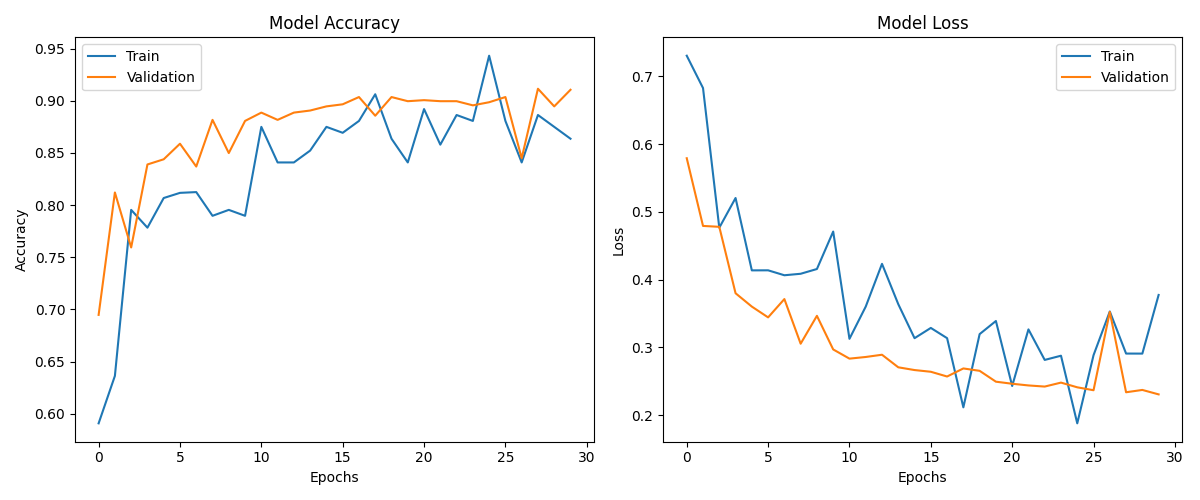 Model Accuracy
Train
Validation
Accuracy
0.95
0.90
0.85
0.80
0.75
0.70
0.65
0.60
0 5 10 15 20 25 30
Epochs
Model Loss
Train
Validation
Loss
0.7
0.6
0.5
0.4
0.3
0.2
0 5 10 15 20 25 30
Epochs